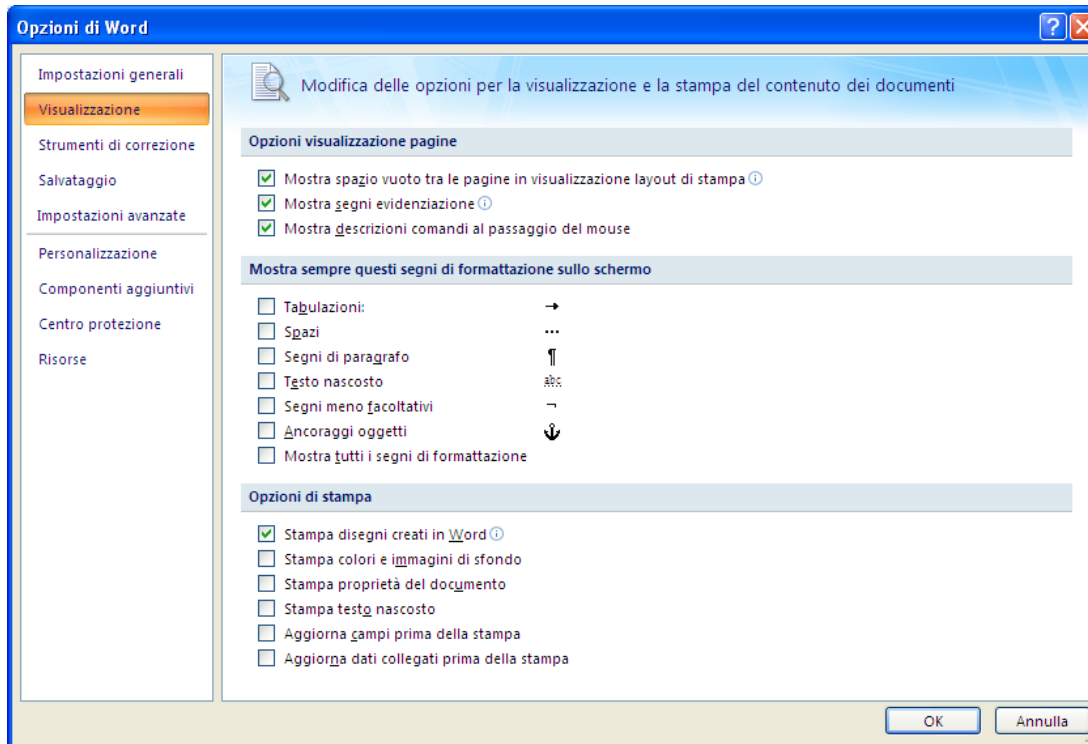 Opzioni di Word
Impostazioni generali
Visualizzazione
Strumenti di correzione
Salvataggio
Impostazioni avanzate
Personalizzazione
Componenti aggiuntivi
Centro protezione
Risorse
Modifica delle opzioni per la visualizzazione e la stampa del contenuto dei documenti
Opzioni visualizzazione pagine
Mostra spazio vuoto tra le pagine in visualizzazione layout di stampa
Mostra segni evidenziazione
Mostra descrizioni comandi al passaggio del mouse
Mostra sempre questi segni di formattazione sullo schermo
Tabulazioni: →
Spazi ...
Segni di paragrafo ¶
Testo nascosto abc
Segni meno facoltativi ¬
Ancoraggi oggetti
Mostra tutti i segni di formattazione
Opzioni di stampa
Stampa disegni creati in Word
Stampa colori e immagini di sfondo
Stampa proprietà del documento
Stampa testo nascosto
Aggiorna campi prima della stampa
Aggiorna dati collegati prima della stampa
OK Annulla